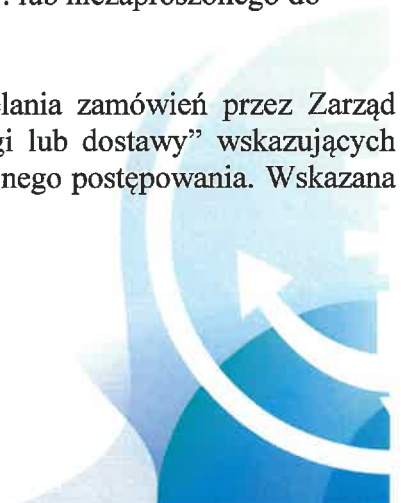 lub niezaproszonego do
lania zamówień przez Zarząd
gi lub dostawy” wskazujących
nego postępowania. Wskazana